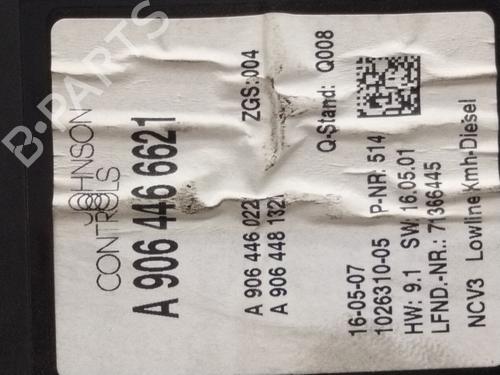 JOHNSON
CONTROLS
A 906 446 6621
ZGS:004
A 906 446 022
A 906 448 132
Q-Stand: Q008
16-05-07
1026310-05 P-NR: 514
HW: 9.1 SW: 16.05.01
LFND.-NR.: 71366445
NCV3 Lowline Kmh-Diesel
B-PARTS